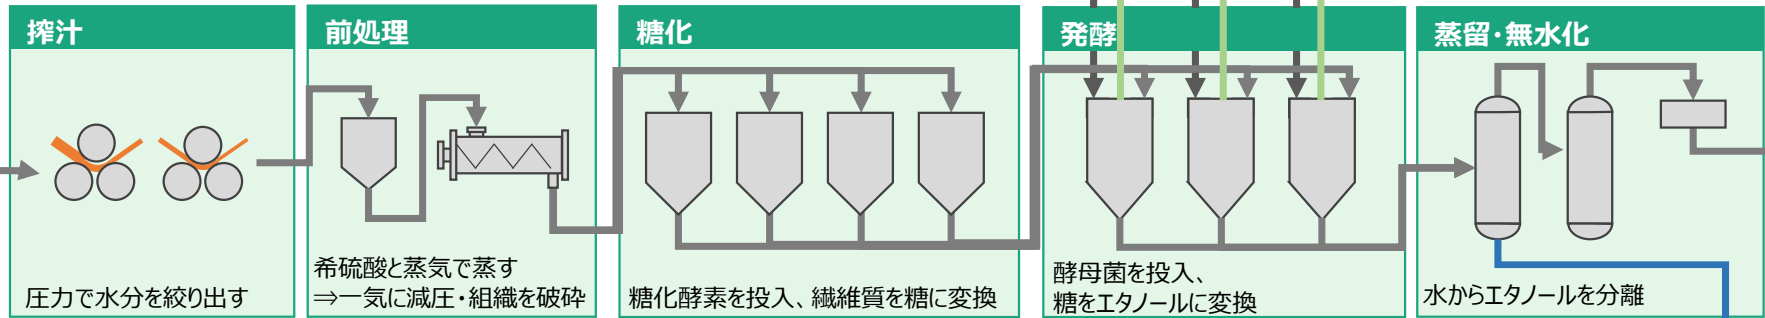 搾汁
圧力で水分を絞り出す
前処理
希硫酸と蒸気で蒸す
⇒一気に減圧・組織を破砕
糖化
糖化酵素を投入、繊維質を糖に変換
発酵
酵母菌を投入、
糖をエタノールに変換
蒸留・無水化
水からエタノールを分離